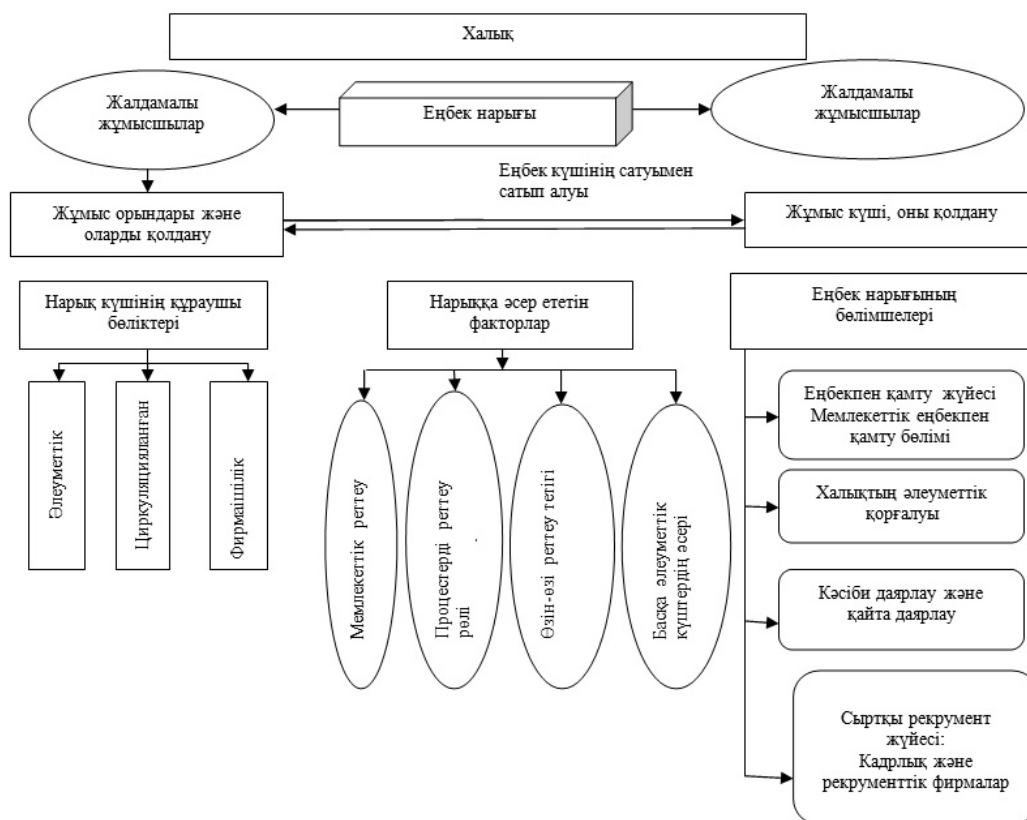 Халық
Жалдамалы
жұмысшылар
Еңбек нарығы
Жалдамалы
жұмысшылар
Еңбек күшінің сатуымен
сатып алуы
Жұмыс орындары және
оларды қолдану
Жұмыс күші, оны қолдану
Нарық күшінің құраушы
бөліктері
Нарыққа әсер ететін
факторлар
Еңбек нарығының
бөлімшелері
Әлеуметтік
Циркуляцияланған
Фирмаішілік
Мемлекеттік реттеу
Процестерді реттеу
рөлі
Өзін-өзі реттеу тетігі
Басқа әлеуметтік
күштердің әсері
Еңбекпен қамту жүйесі
Мемлекеттік еңбекпен
қамту бөлімі
Халықтың әлеуметтік
қорғалуы
Кәсіби даярлау және
қайта даярлау
Сыртқы рекрумент
жүйесі:
Кадрлық және
рекрументтік фирмалар